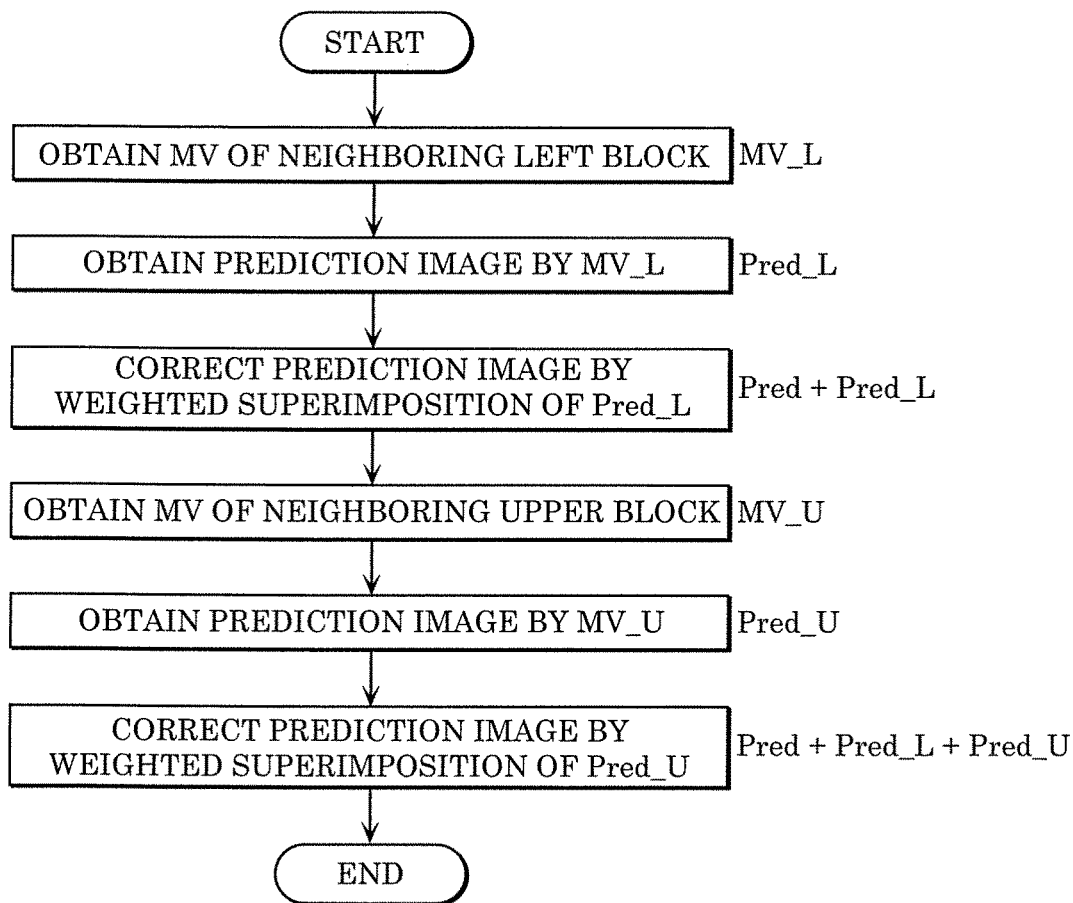 START
OBTAIN MV OF NEIGHBORING LEFT BLOCK MV_L
OBTAIN PREDICTION IMAGE BY MV_L Pred_L
CORRECT PREDICTION IMAGE BY
WEIGHTED SUPERIMPOSITION OF Pred_L
Pred + Pred_L
OBTAIN MV OF NEIGHBORING UPPER BLOCK MV_U
OBTAIN PREDICTION IMAGE BY MV_U Pred_U
CORRECT PREDICTION IMAGE BY
WEIGHTED SUPERIMPOSITION OF Pred_U
Pred + Pred_L + Pred_U
END